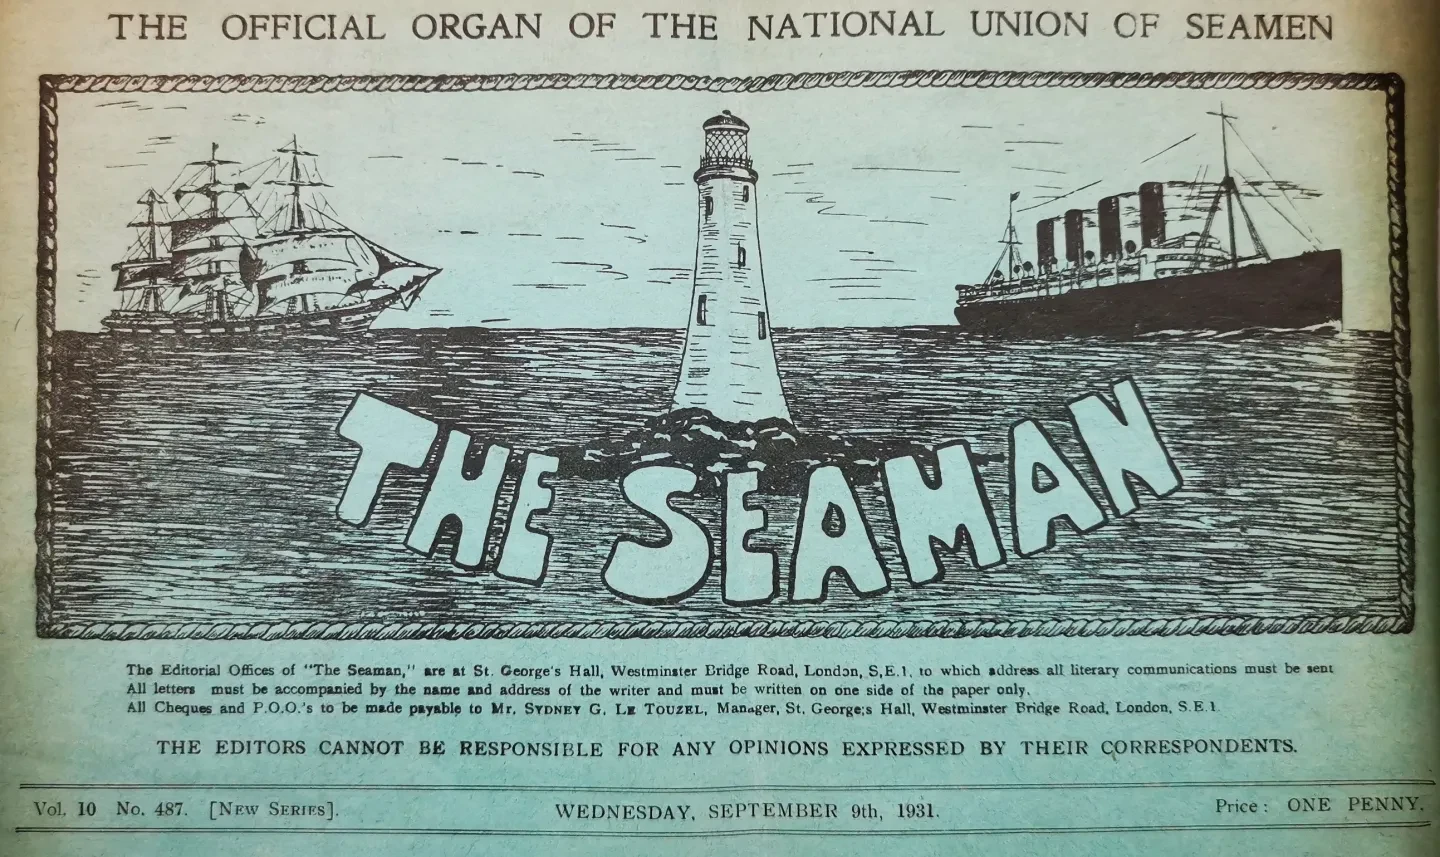 THE OFFICIAL ORGAN OF THE NATIONAL UNION OF SEAMEN
THE SEAMAN
The Editorial Offices of "The Seaman," are at St. George's Hall, Westminster Bridge Road, London, S.E.1, to which address all literary communications must be sent
All letters must be accompanied by the name and address of the writer and must be written on one side of the paper only.
All Cheques and P.O.O.'s to be made payable to Mr. SYDNEY G. LE TOUZEL, Manager, St. George;s Hall, Westminster Bridge Road, London, S.E.1
THE EDITORS CANNOT BE RESPONSIBLE FOR ANY OPINIONS EXPRESSED BY THEIR CORRESPONDENTS.
Vol. 10 No. 487. [NEW SERIES]. WEDNESDAY, SEPTEMBER 9th, 1931. Price: ONE PENNY.